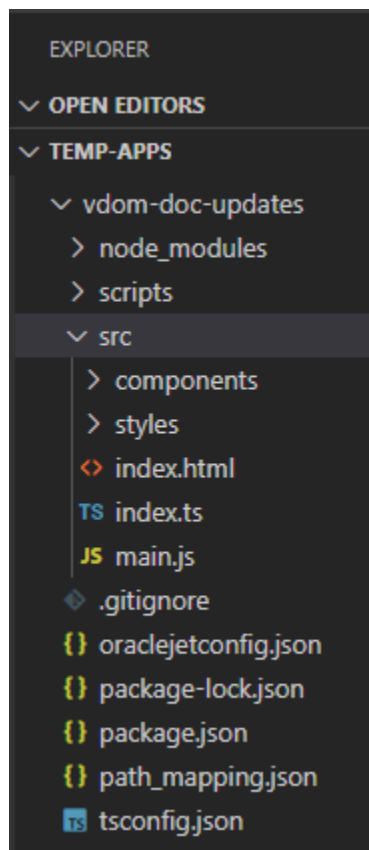 EXPLORER
OPEN EDITORS
TEMP-APPS
vdom-doc-updates
node_modules
scripts
src
components
styles
index.html
TS index.ts
JS main.js
.gitignore
{} oraclejetconfig.json
{} package-lock.json
{} package.json
{} path_mapping.json
TS tsconfig.json